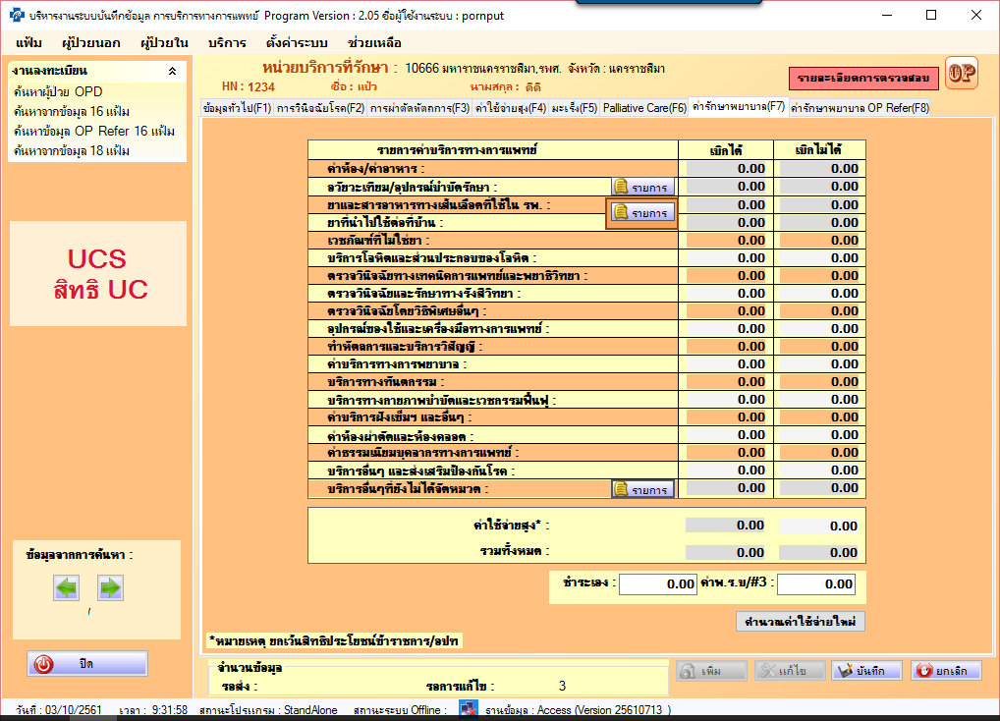 บริหารงานระบบบันทึกข้อมูล การบริการทางการแพทย์ Program Version : 2.05 ชื่อผู้ใช้งานระบบ : pornput
แฟ้ม ผู้ป่วยนอก ผู้ป่วยใน บริการ ตั้งค่าระบบ ช่วยเหลือ
งานลงทะเบียน
ค้นหาผู้ป่วย OPD
ค้นหาจากข้อมูล 16 แฟ้ม
ค้นหาข้อมูล OP Refer 16 แฟ้ม
ค้นหาจากข้อมูล 18 แฟ้ม
UCS
สิทธิ UC
ข้อมูลจากการค้นหา :
/
ปิด
หน่วยบริการที่รักษา : 10666 มหาราชนครราชสีมา,รพศ. จังหวัด : นครราชสีมา
HN : 1234 ชื่อ : แป๋ว นามสกุล : ดีดี
รายละเอียดการตรวจสอบ
OP
ข้อมูลทั่วไป(F1) การวินิจฉัยโรค(F2) การผ่าตัดหัตถการ(F3) ค่าใช้จ่ายสูง(F4) มะเร็ง(F5) Palliative Care(F6) ค่ารักษาพยาบาล(F7) ค่ารักษาพยาบาล OP Refer(F8)
รายการค่าบริการทางการแพทย์ เบิกได้ เบิกไม่ได้
ค่าห้อง/ค่าอาหาร : 0.00 0.00
อวัยวะเทียม/อุปกรณ์บำบัดรักษา : รายการ 0.00 0.00
ยาและสารอาหารทางเส้นเลือดที่ใช้ใน รพ. : รายการ 0.00 0.00
ยาที่นำไปใช้ต่อที่บ้าน : 0.00 0.00
เวชภัณฑ์ที่ไม่ใช่ยา : 0.00 0.00
บริการโลหิตและส่วนประกอบของโลหิต : 0.00 0.00
ตรวจวินิจฉัยทางเทคนิคการแพทย์และพยาธิวิทยา : 0.00 0.00
ตรวจวินิจฉัยและรักษาทางรังสีวิทยา : 0.00 0.00
ตรวจวินิจฉัยโดยวิธีพิเศษอื่นๆ : 0.00 0.00
อุปกรณ์ของใช้และเครื่องมือทางการแพทย์ : 0.00 0.00
ทำหัตถการและบริการวิสัญญี : 0.00 0.00
ค่าบริการทางการพยาบาล : 0.00 0.00
บริการทางทันตกรรม : 0.00 0.00
บริการทางกายภาพบำบัดและเวชกรรมฟื้นฟู : 0.00 0.00
ค่าบริการฝังเข็มฯ และอื่นๆ : 0.00 0.00
ค่าห้องผ่าตัดและห้องคลอด : 0.00 0.00
ค่าธรรมเนียมบุคลากรทางการแพทย์ : 0.00 0.00
บริการอื่นๆ และส่งเสริมป้องกันโรค : 0.00 0.00
บริการอื่นๆที่ยังไม่ได้จัดหมวด : รายการ 0.00 0.00
ค่าใช้จ่ายสูง* : 0.00 0.00
รวมทั้งหมด : 0.00 0.00
ชำระเอง : 0.00 ค่าพ.ร.บ/#3 : 0.00
คำนวณค่าใช้จ่ายใหม่
*หมายเหตุ ยกเว้นสิทธิประโยชน์ข้าราชการ/อปท
จำนวนข้อมูล
รอส่ง : รอการแก้ไข : 3
เพิ่ม แก้ไข บันทึก ยกเลิก
วันที่ : 03/10/2561 เวลา : 9:31:58 สถานะโปรแกรม : StandAlone สถานะระบบ Offline : ฐานข้อมูล : Access (Version 25610713 )